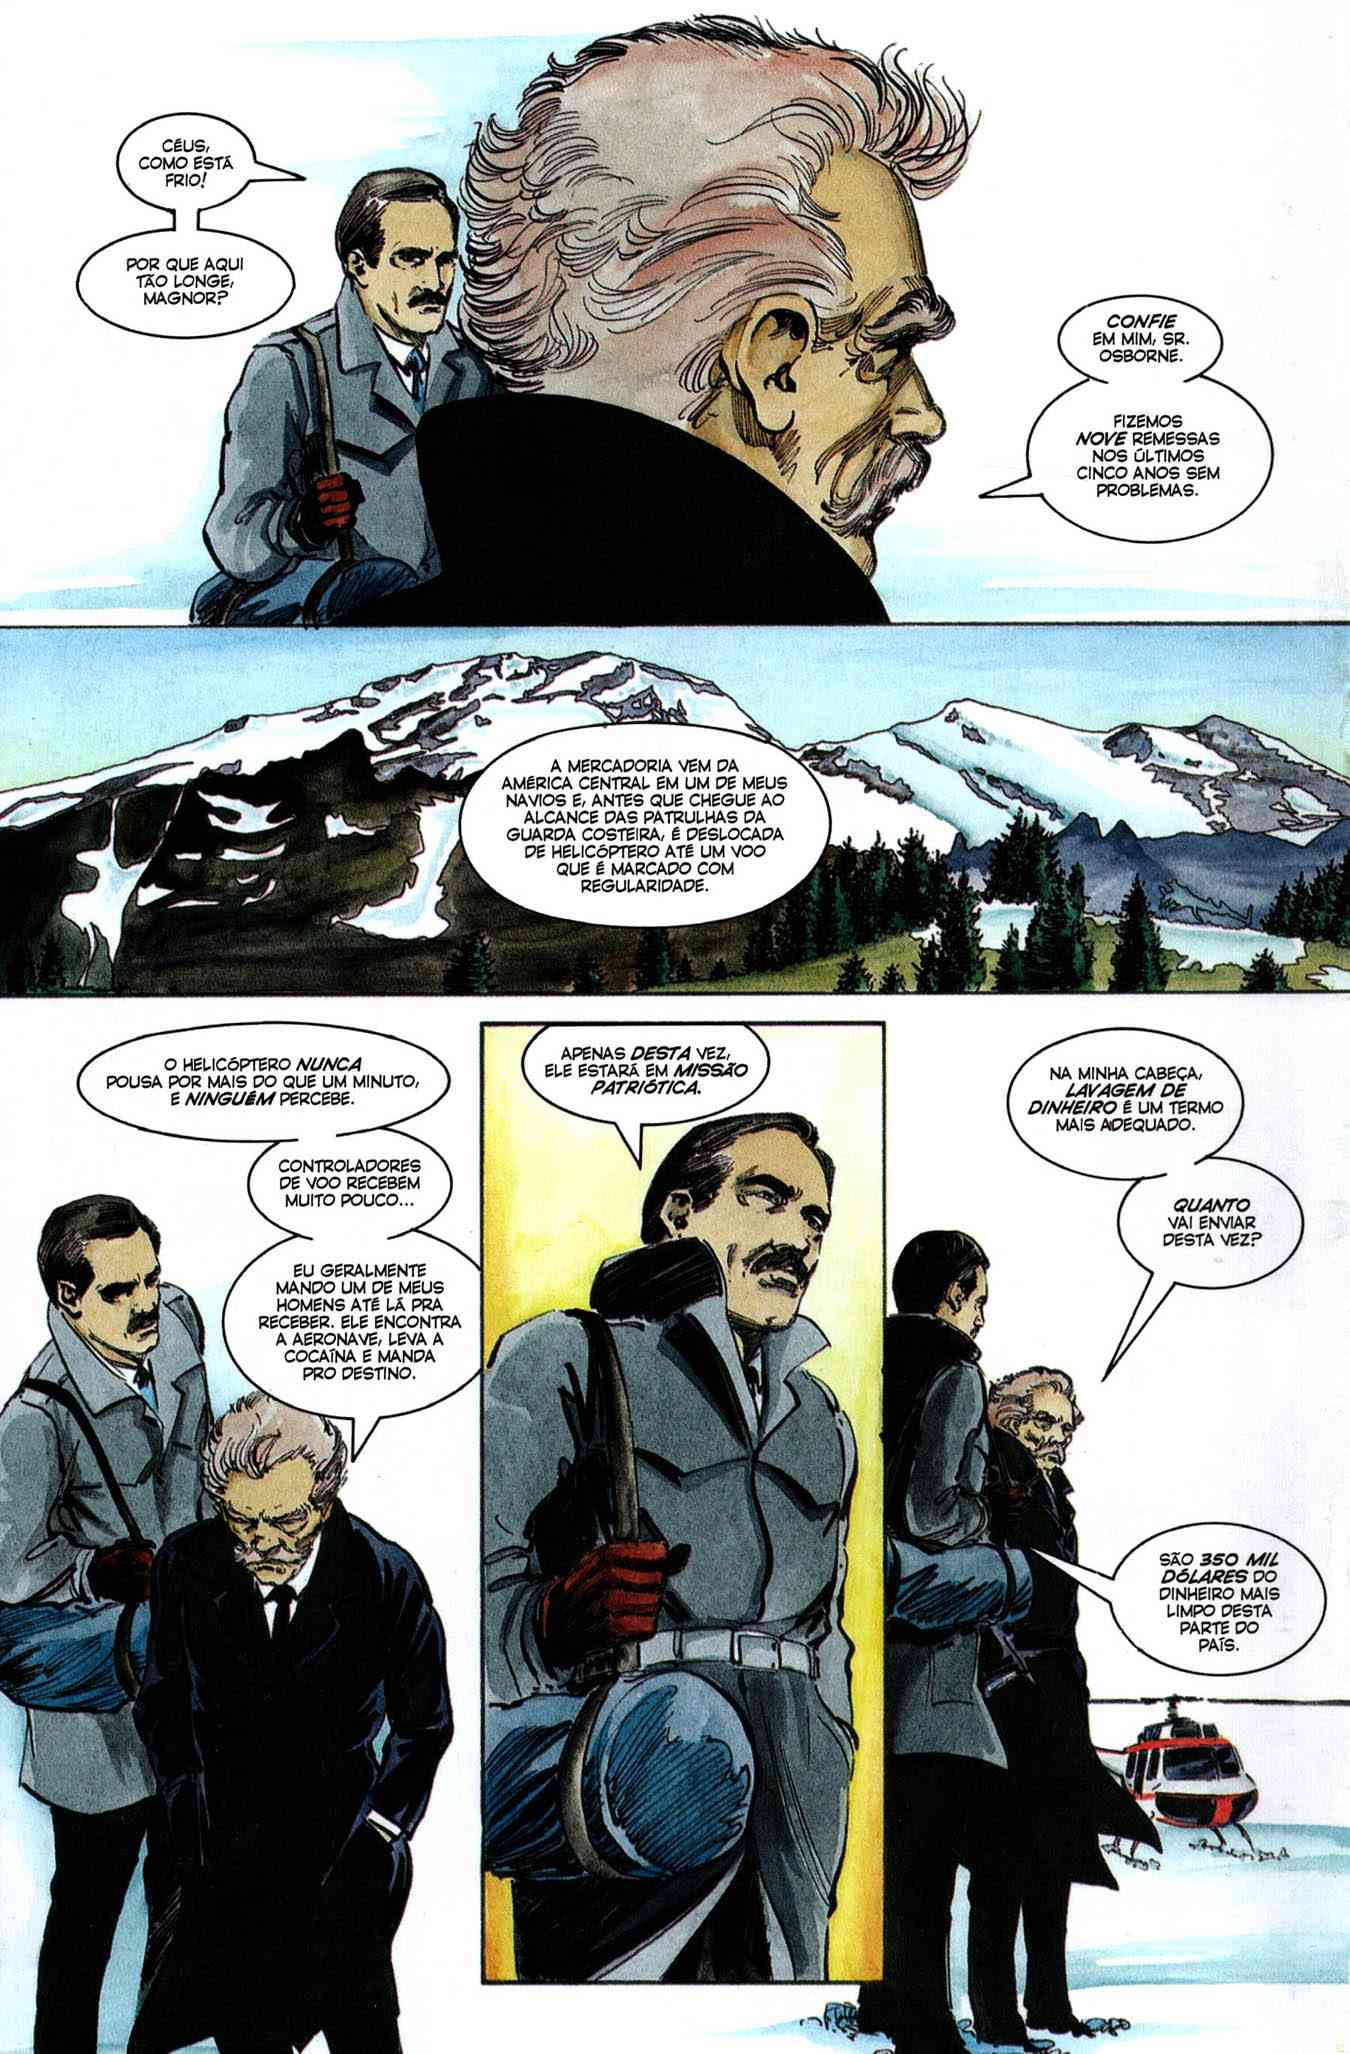 CÉUS,
COMO ESTÁ
FRIO!
POR QUE AQUI
TÃO LONGE,
MAGNOR?
CONFIE
EM MIM, SR.
OSBORNE.
FIZEMOS
NOVE REMESSAS
NOS ÚLTIMOS
CINCO ANOS SEM
PROBLEMAS.
A MERCADORIA VEM DA
AMÉRICA CENTRAL EM UM DE MEUS
NAVIOS E, ANTES QUE CHEGUE AO
ALCANCE DAS PATRULHAS DA
GUARDA COSTEIRA, É DESLOCADA
DE HELICÓPTERO ATÉ UM VOO
QUE É MARCADO COM
REGULARIDADE.
O HELICÓPTERO NUNCA
POUSA POR MAIS DO QUE UM MINUTO,
E NINGUÉM PERCEBE.
CONTROLADORES
DE VOO RECEBEM
MUITO POUCO...
EU GERALMENTE
MANDO UM DE MEUS
HOMENS ATÉ LÁ PRA
RECEBER. ELE ENCONTRA
A AERONAVE, LEVA A
COCAÍNA E MANDA
PRO DESTINO.
APENAS DESTA VEZ,
ELE ESTARÁ EM MISSÃO
PATRIÓTICA.
NA MINHA CABEÇA,
LAVAGEM DE
DINHEIRO É UM TERMO
MAIS ADEQUADO.
QUANTO
VAI ENVIAR
DESTA VEZ?
SÃO 350 MIL
DÓLARES DO
DINHEIRO MAIS
LIMPO DESTA
PARTE DO
PAÍS.